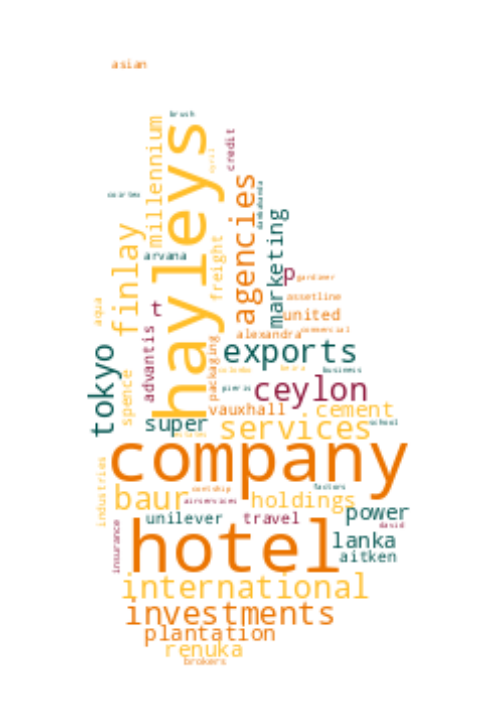 asian
brush
credit
millennium
hayleys
agencies
marketing
arvana
finlay
freight
p
gardiner
assetline
united
aqua
t
advantis
alexandra
commercial
tokyo
spence
packaging
exports
business
pieris
ceylon
vauxhall
cement
super
services
school
company
industries
baur
airservices
holdings
factors
power
unilever
travel
david
insurance
hotel
lanka
aitken
international
investments
plantation
renuka
brokers